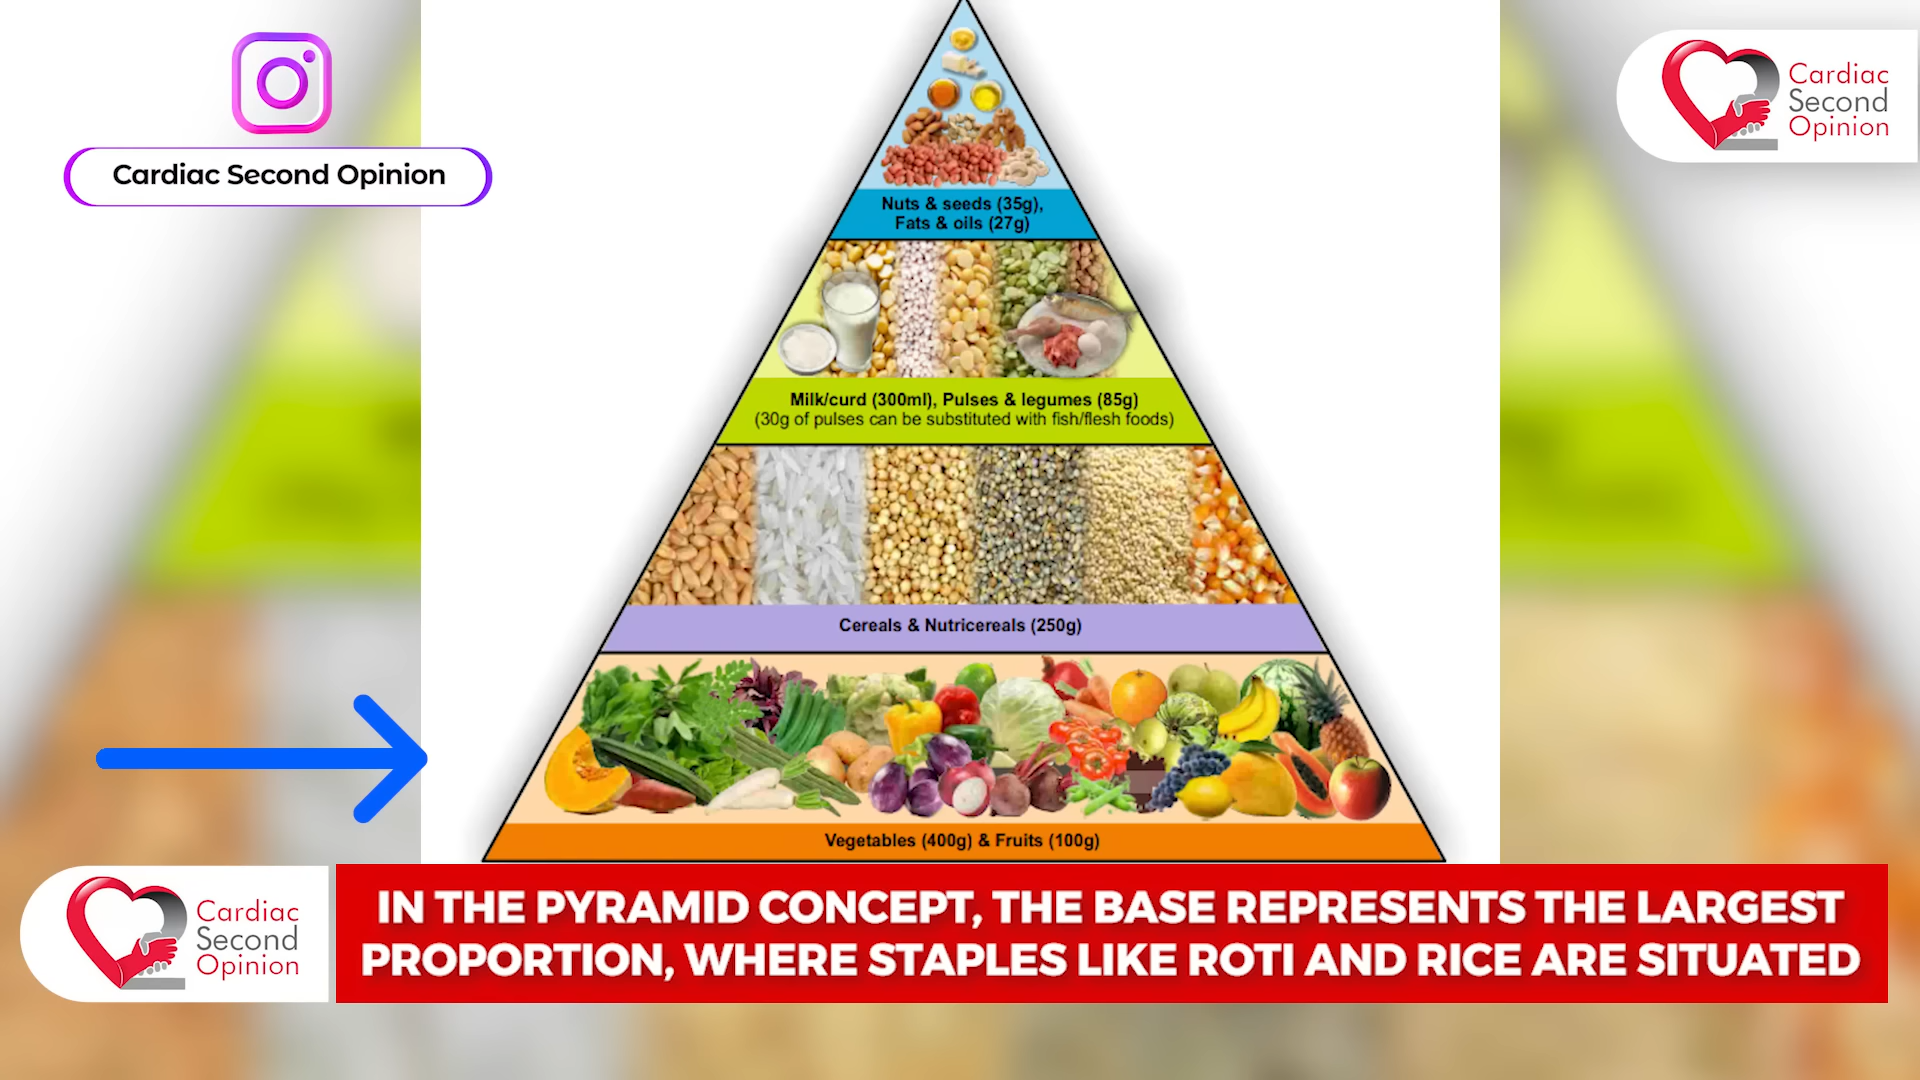 Cardiac Second Opinion
Cardiac
Second
Opinion
Nuts & seeds (35g),
Fats & oils (27g)
Milk/curd (300ml), Pulses & legumes (85g)
(30g of pulses can be substituted with fish/flesh foods)
Cereals & Nutricereals (250g)
Vegetables (400g) & Fruits (100g)
Cardiac
Second
Opinion
IN THE PYRAMID CONCEPT, THE BASE REPRESENTS THE LARGEST
PROPORTION, WHERE STAPLES LIKE ROTI AND RICE ARE SITUATED